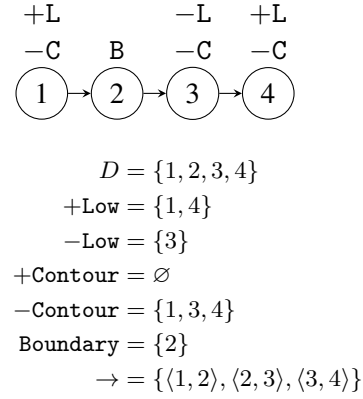 +L −L +L
−C B −C −C
1 2 3 4
D = {1, 2, 3, 4}
+Low = {1, 4}
−Low = {3}
+Contour = ∅
−Contour = {1, 3, 4}
Boundary = {2}
→ = {⟨1, 2⟩, ⟨2, 3⟩, ⟨3, 4⟩}